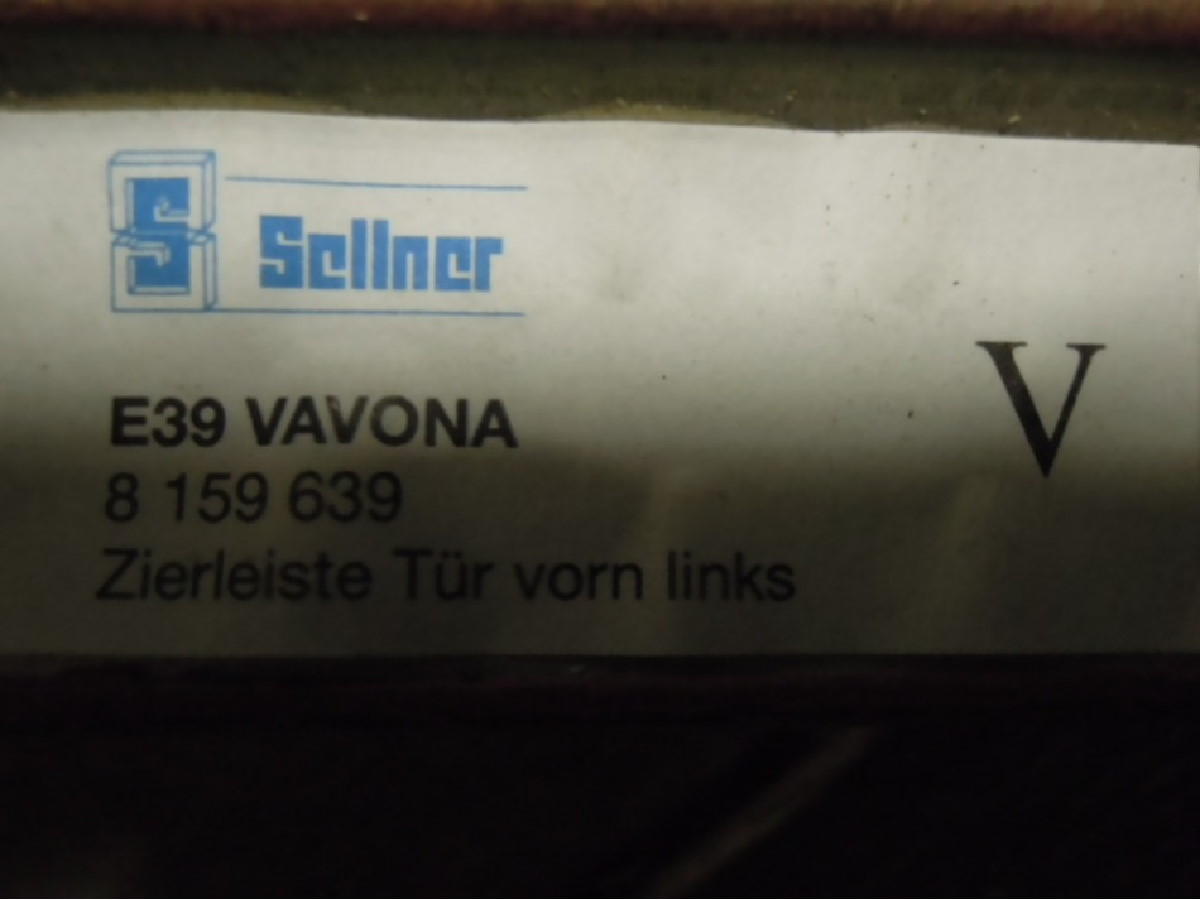 Sellner
V
E39 VAVONA
8 159 639
Zierleiste Tür vorn links